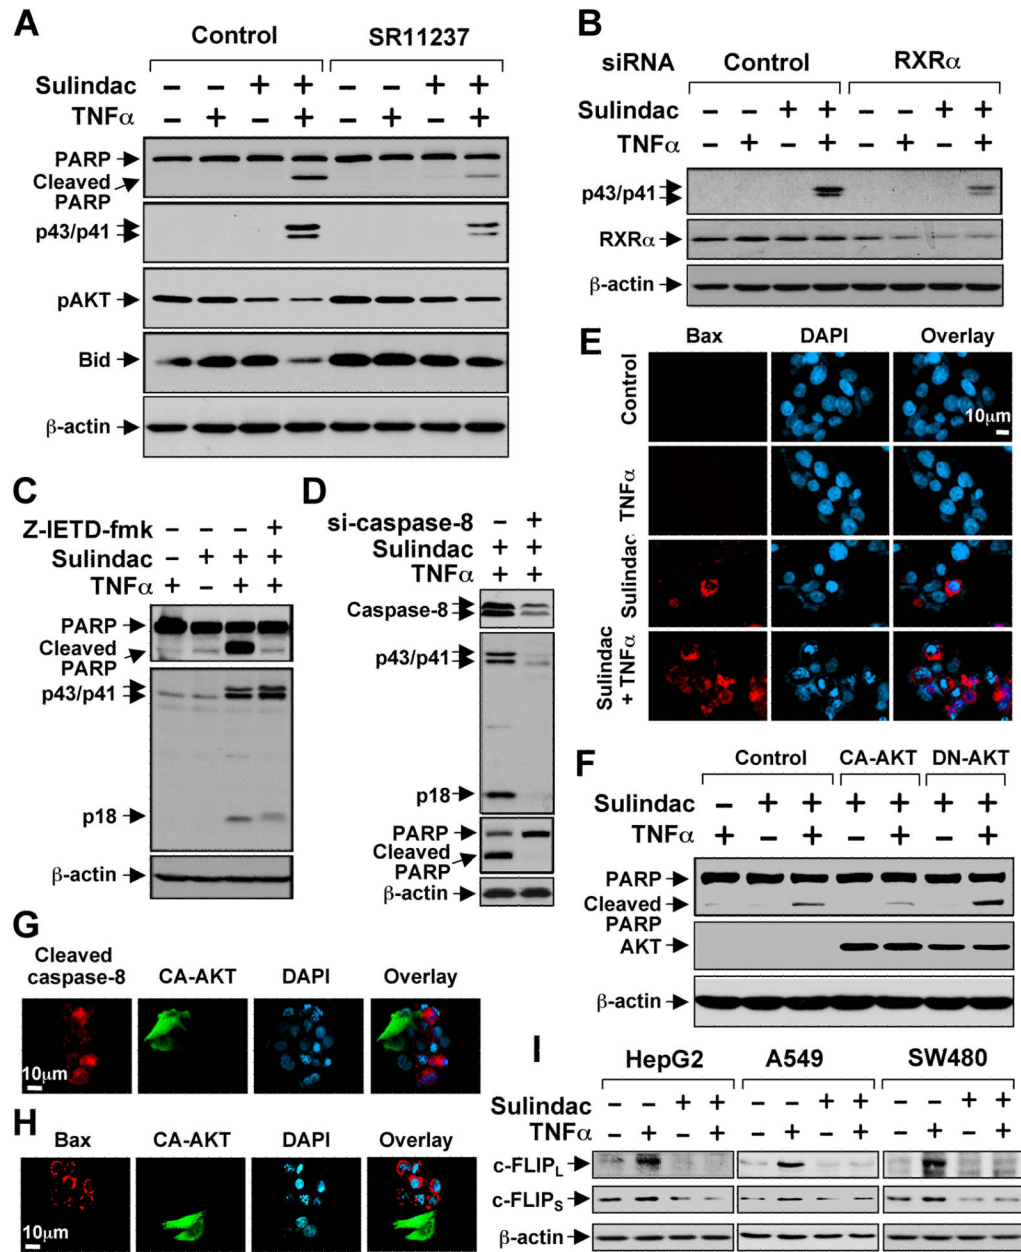 A
Control SR11237
Sulindac − − + + − − + +
TNFα − + − + − + − +
PARP
Cleaved
PARP
p43/p41
pAKT
Bid
β-actin
B
siRNA Control RXRα
Sulindac − − + + − − + +
TNFα − + − + − + − +
p43/p41
RXRα
β-actin
C
Z-IETD-fmk − − − +
Sulindac − + + +
TNFα + − + +
PARP
Cleaved
PARP
p43/p41
p18
β-actin
D
si-caspase-8 − +
Sulindac + +
TNFα + +
Caspase-8
p43/p41
p18
PARP
Cleaved
PARP
β-actin
E
Bax DAPI Overlay
Control
10μm
TNFα
Sulindac
Sulindac
+ TNFα
F
Control CA-AKT DN-AKT
Sulindac − + + + + + +
TNFα + − + − + − +
PARP
Cleaved
PARP
AKT
β-actin
G
Cleaved
caspase-8 CA-AKT DAPI Overlay
10μm
H
Bax CA-AKT DAPI Overlay
10μm
I
HepG2 A549 SW480
Sulindac − − + + − − + + − − + +
TNFα − + − + − + − + − + − +
c-FLIPL
c-FLIPS
β-actin